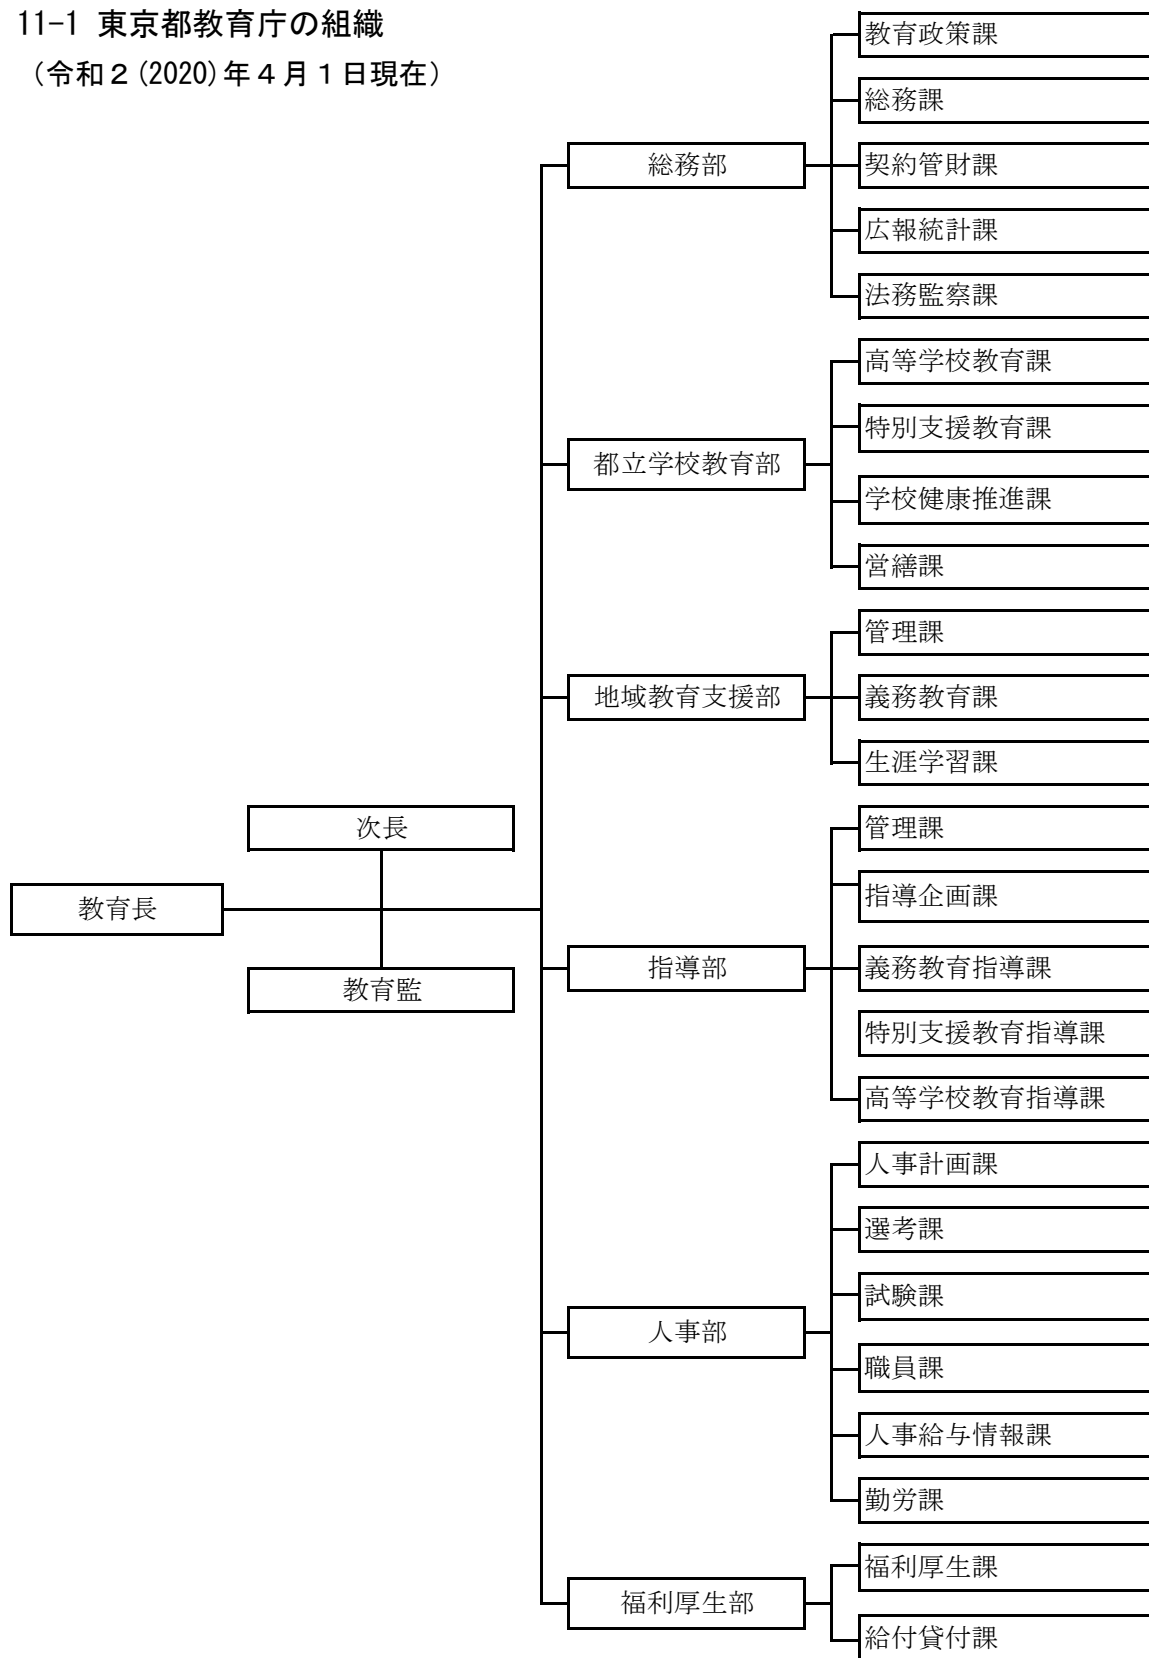 11-1 東京都教育庁の組織
（令和２(2020)年４月１日現在）
教育長
次長
教育監
総務部
教育政策課
総務課
契約管財課
広報統計課
法務監察課
都立学校教育部
高等学校教育課
特別支援教育課
学校健康推進課
営繕課
地域教育支援部
管理課
義務教育課
生涯学習課
指導部
管理課
指導企画課
義務教育指導課
特別支援教育指導課
高等学校教育指導課
人事部
人事計画課
選考課
試験課
職員課
人事給与情報課
勤労課
福利厚生部
福利厚生課
給付貸付課